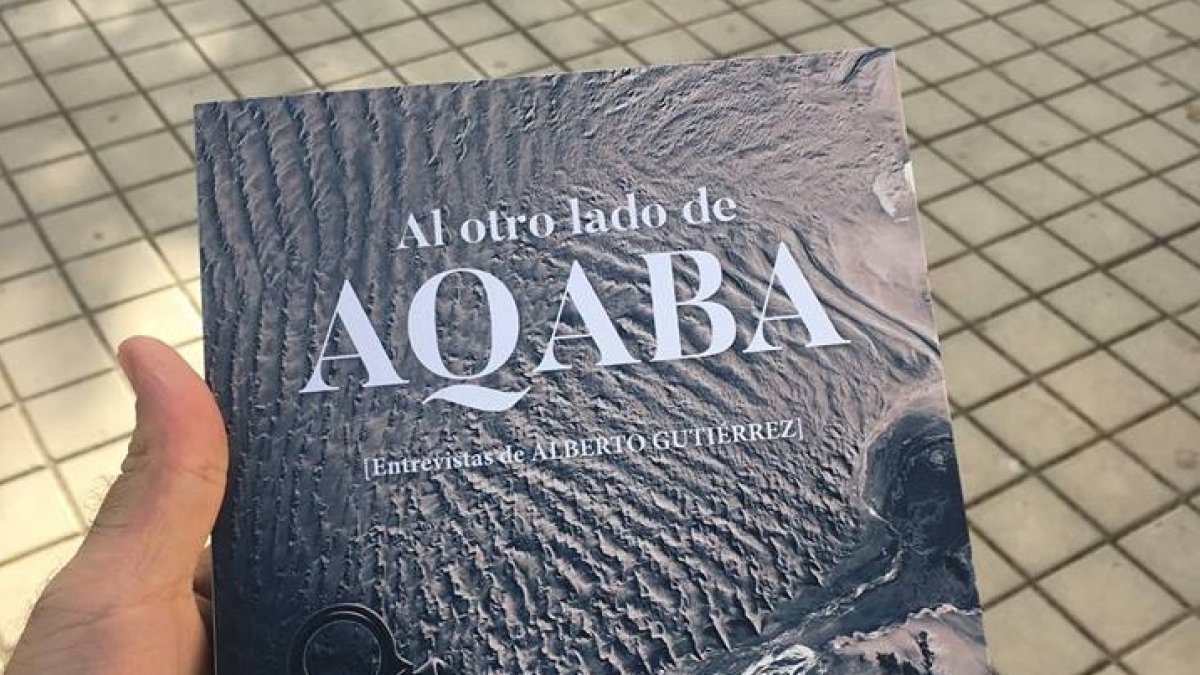 Al otro lado de
AQABA
[Entrevistas de ALBERTO GUTIÉRREZ]